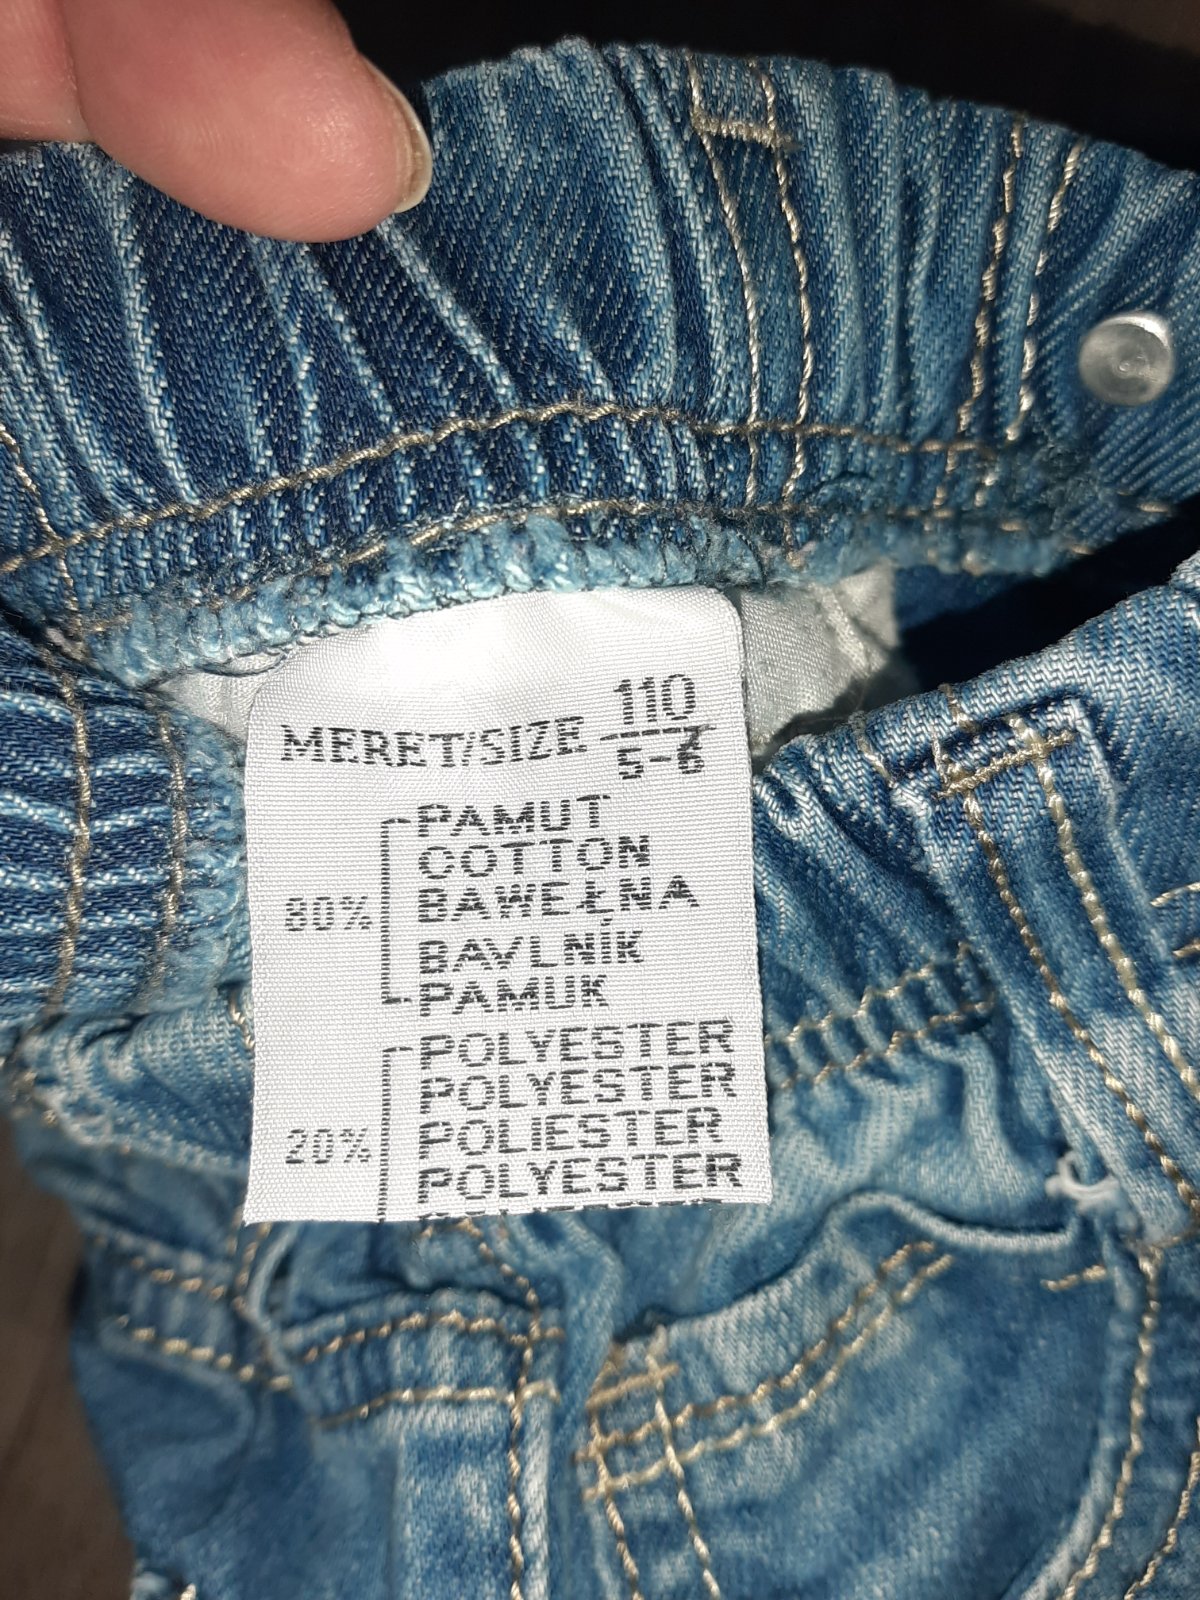 MERET/SIZE 110
5-6
80%
PAMUT
COTTON
BAWEŁNA
BAVLNÍK
PAMUK
20%
POLYESTER
POLYESTER
POLIESTER
POLYESTER